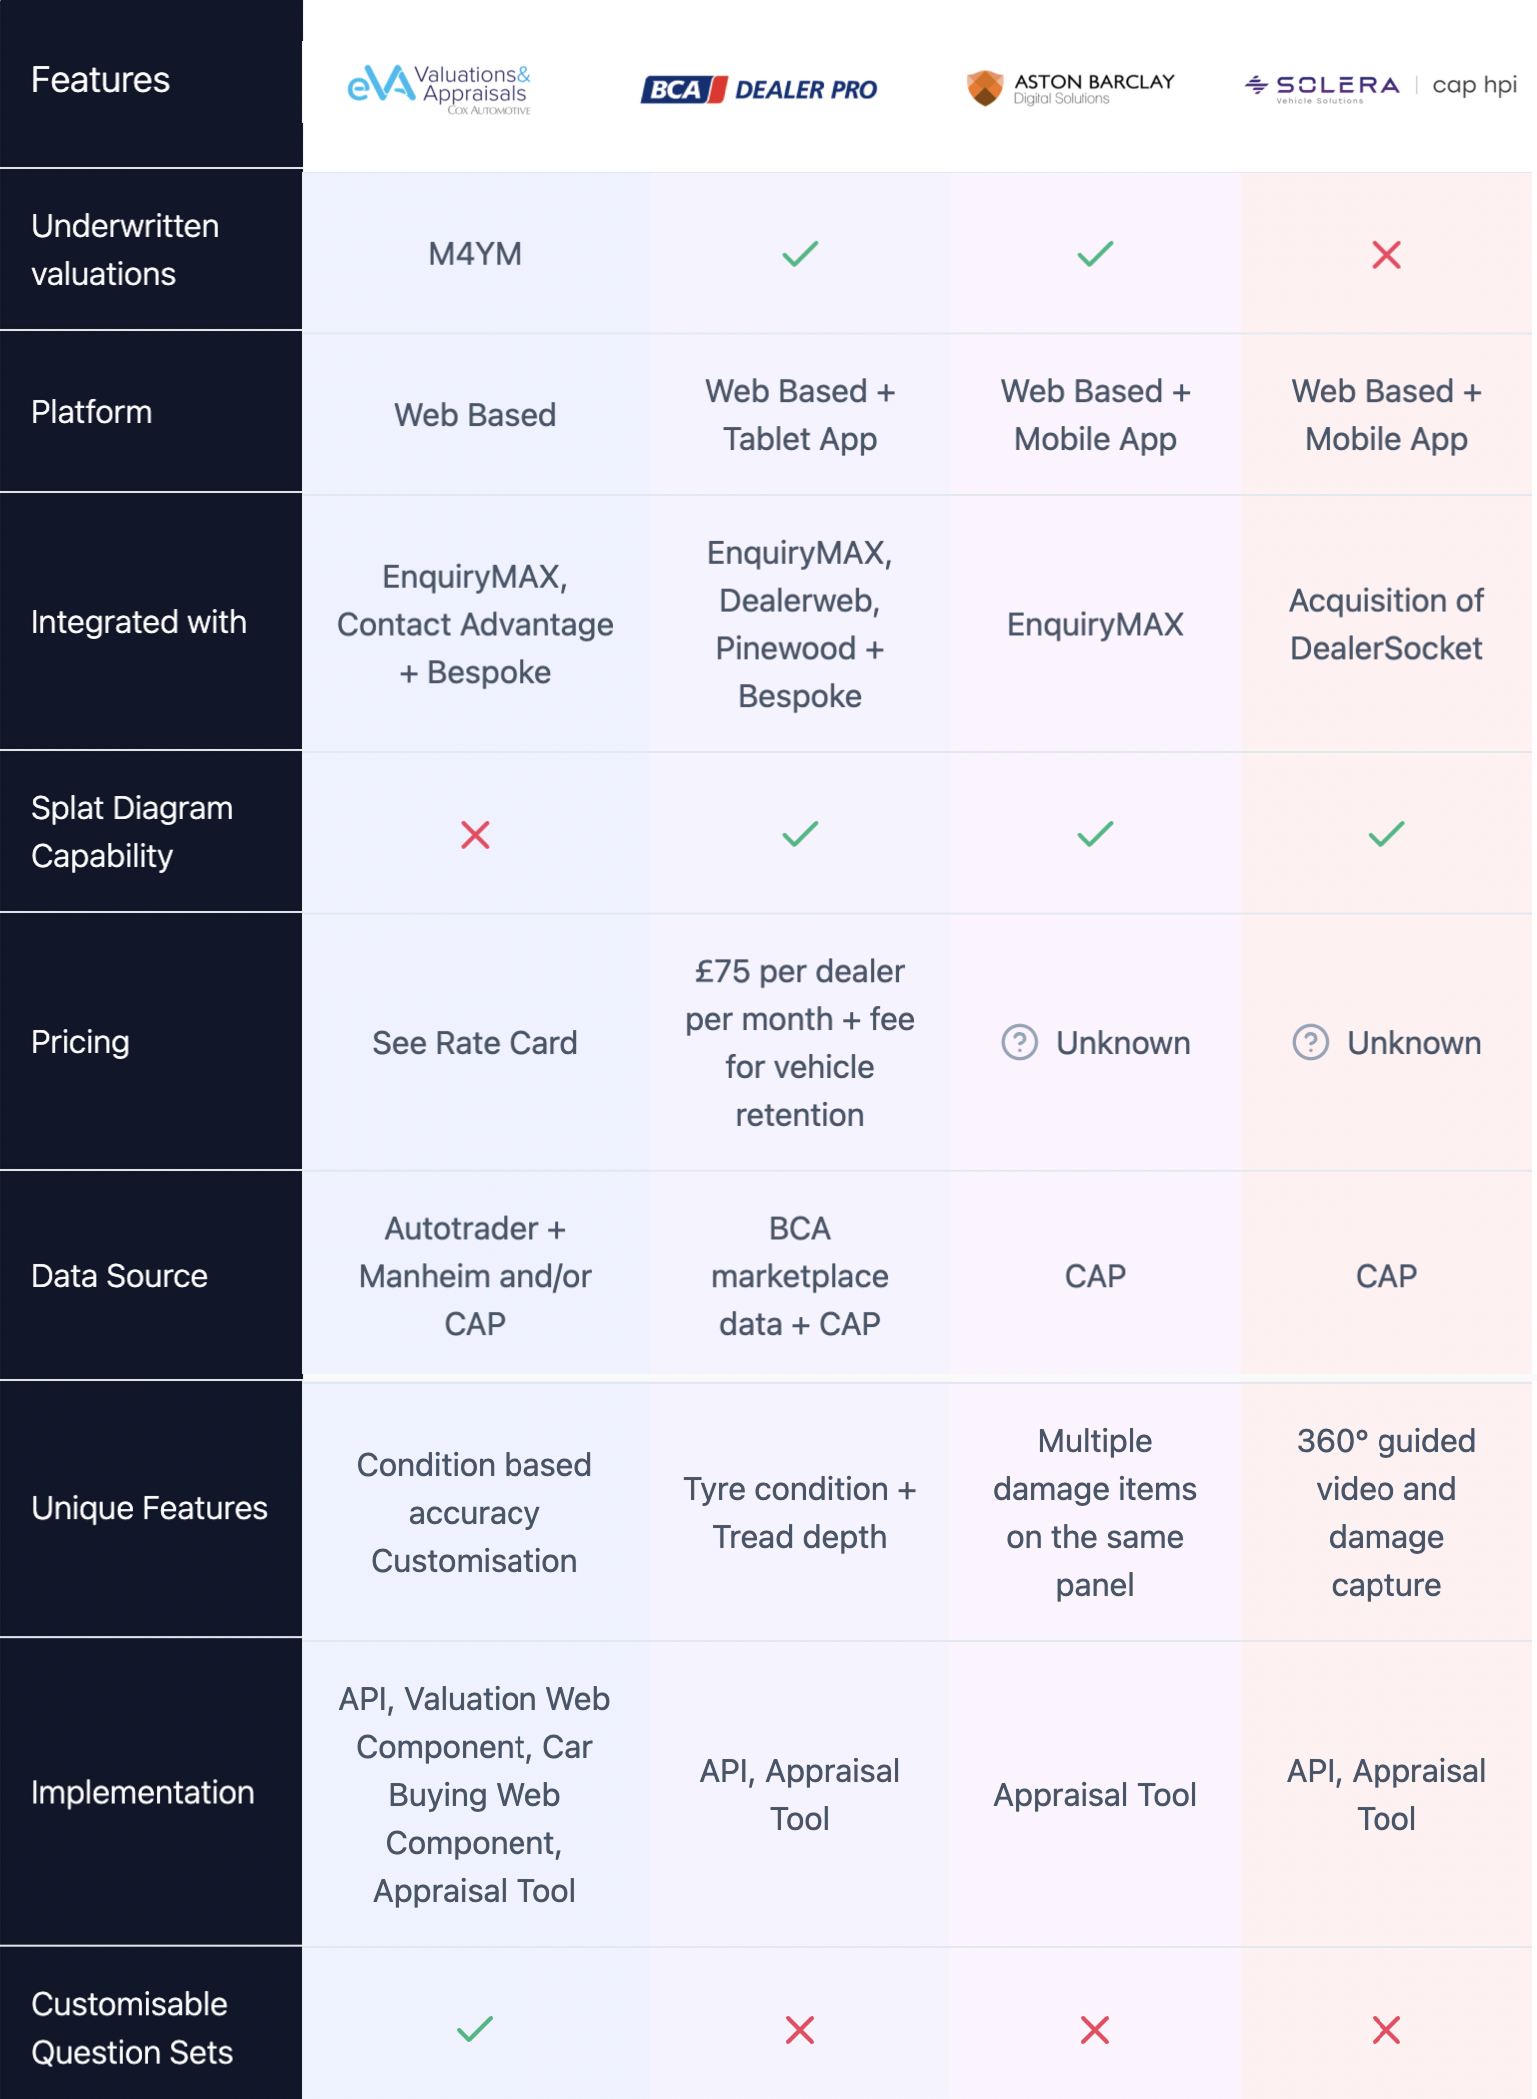 Features
eVA Valuations&
Appraisals
COX AUTOMOTIVE
BCA DEALER PRO
ASTON BARCLAY
Digital Solutions
SOLERA
Vehicle Solutions
cap hpi
Underwritten
valuations
M4YM
Platform
Web Based
Web Based +
Tablet App
Web Based +
Mobile App
Web Based +
Mobile App
Integrated with
EnquiryMAX,
Contact Advantage
+ Bespoke
EnquiryMAX,
Dealerweb,
Pinewood +
Bespoke
EnquiryMAX
Acquisition of
DealerSocket
Splat Diagram
Capability
Pricing
See Rate Card
£75 per dealer
per month + fee
for vehicle
retention
? Unknown
? Unknown
Data Source
Autotrader +
Manheim and/or
CAP
BCA
marketplace
data + CAP
CAP
CAP
Unique Features
Condition based
accuracy
Customisation
Tyre condition +
Tread depth
Multiple
damage items
on the same
panel
360° guided
video and
damage
capture
Implementation
API, Valuation Web
Component, Car
Buying Web
Component,
Appraisal Tool
API, Appraisal
Tool
Appraisal Tool
API, Appraisal
Tool
Customisable
Question Sets